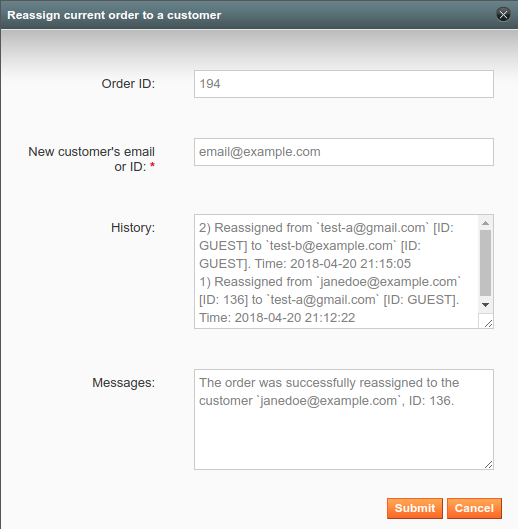 Reassign current order to a customer
Order ID:
194
New customer's email
or ID: *
email@example.com
History:
2) Reassigned from `test-a@gmail.com` [ID:
GUEST] to `test-b@example.com` [ID:
GUEST]. Time: 2018-04-20 21:15:05
1) Reassigned from `janedoe@example.com`
[ID: 136] to `test-a@gmail.com` [ID: GUEST].
Time: 2018-04-20 21:12:22
Messages:
The order was successfully reassigned to the
customer `janedoe@example.com`, ID: 136.
Submit
Cancel